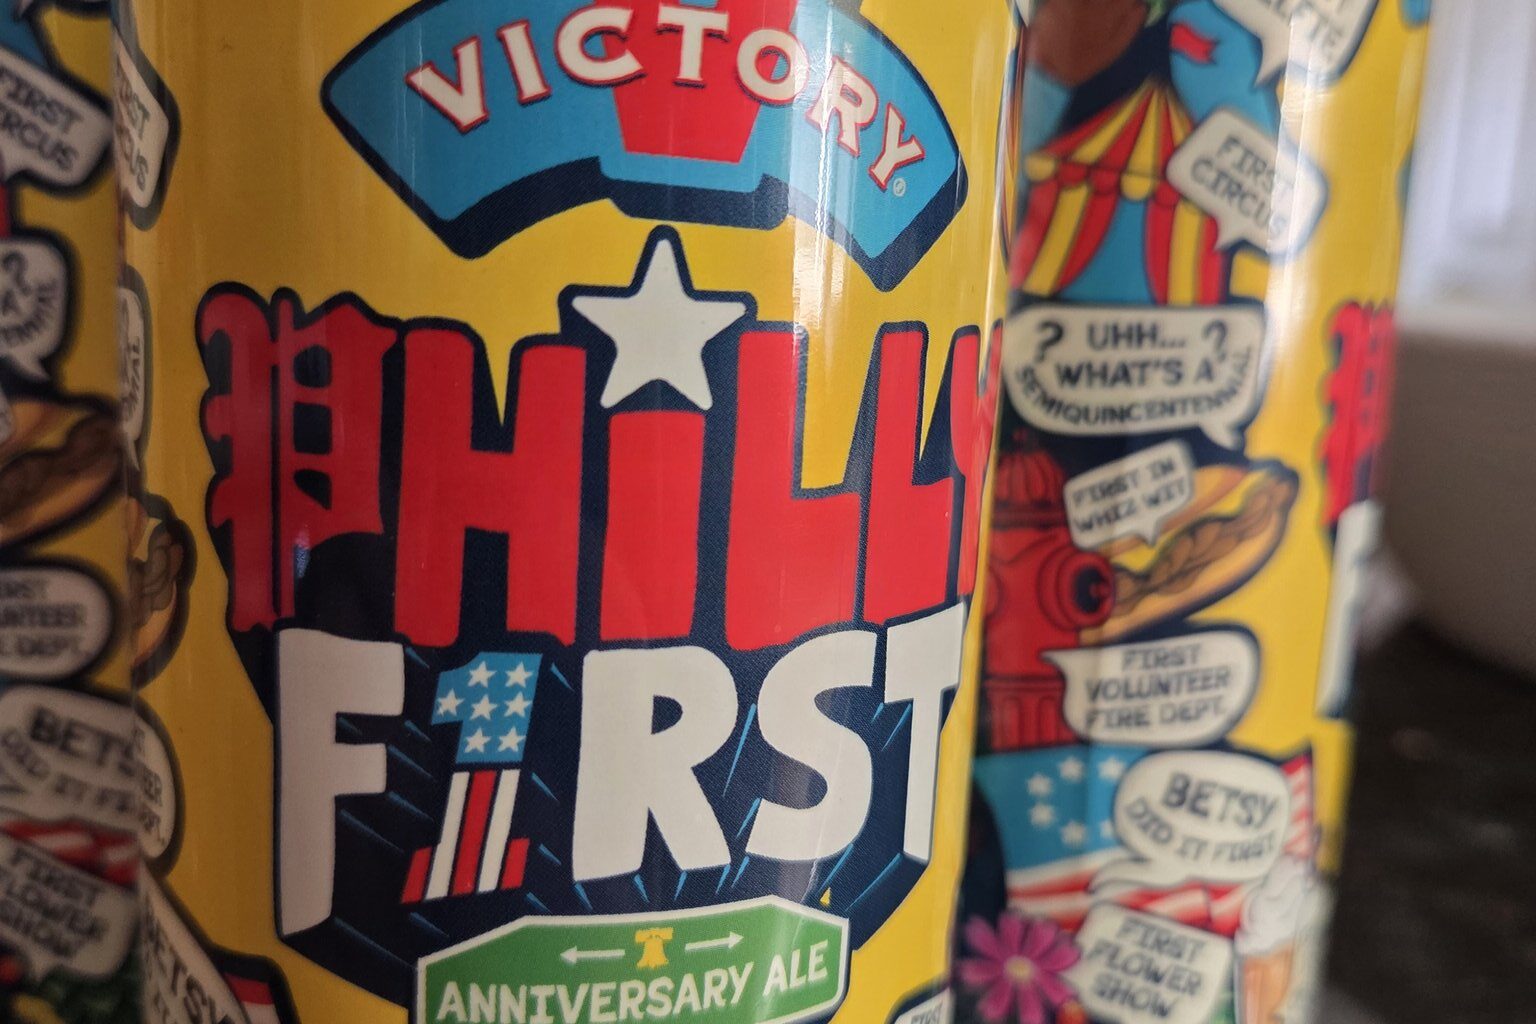 VICTORY®
PHILLY
F1RST
ANNIVERSARY ALE
FIRST
CIRCUS
? UHH... ?
WHAT'S A
SEMIQUINCENTENNIAL
FIRST IN
WHIZ WIT
FIRST
VOLUNTEER
FIRE DEPT.
BETSY
DID IT FIRST
FIRST
FLOWER
SHOW
FIRST
CIRCUS
FIRST
FLOWER
SHOW
BETSY